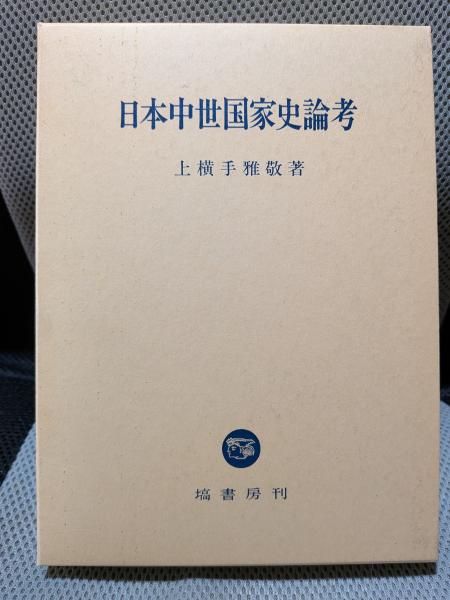 日本中世国家史論考
上横手雅敬著
塙書房刊